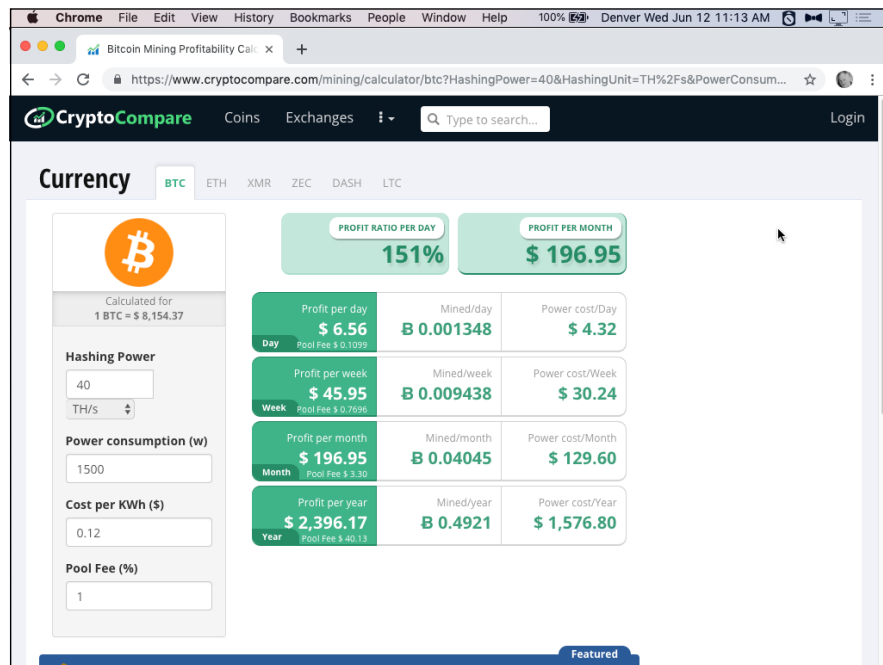 Chrome File Edit View History Bookmarks People Window Help 100% Denver Wed Jun 12 11:13 AM
Bitcoin Mining Profitability Calc
https://www.cryptocompare.com/mining/calculator/btc?HashingPower=40&HashingUnit=TH%2Fs&PowerConsum...
CryptoCompare Coins Exchanges Type to search... Login
Currency BTC ETH XMR ZEC DASH LTC
PROFIT RATIO PER DAY PROFIT PER MONTH
151% $ 196.95
Calculated for
1 BTC = $ 8,154.37
Profit per day Mined/day Power cost/Day
$ 6.56 Ƀ 0.001348 $ 4.32
Day Pool Fee $ 0.1099
Hashing Power
40
TH/s
Profit per week Mined/week Power cost/Week
$ 45.95 Ƀ 0.009438 $ 30.24
Week Pool Fee $ 0.7696
Power consumption (w)
1500
Profit per month Mined/month Power cost/Month
$ 196.95 Ƀ 0.04045 $ 129.60
Month Pool Fee $ 3.30
Cost per KWh ($)
0.12
Profit per year Mined/year Power cost/Year
$ 2,396.17 Ƀ 0.4921 $ 1,576.80
Year Pool Fee $ 40.13
Pool Fee (%)
1
Featured